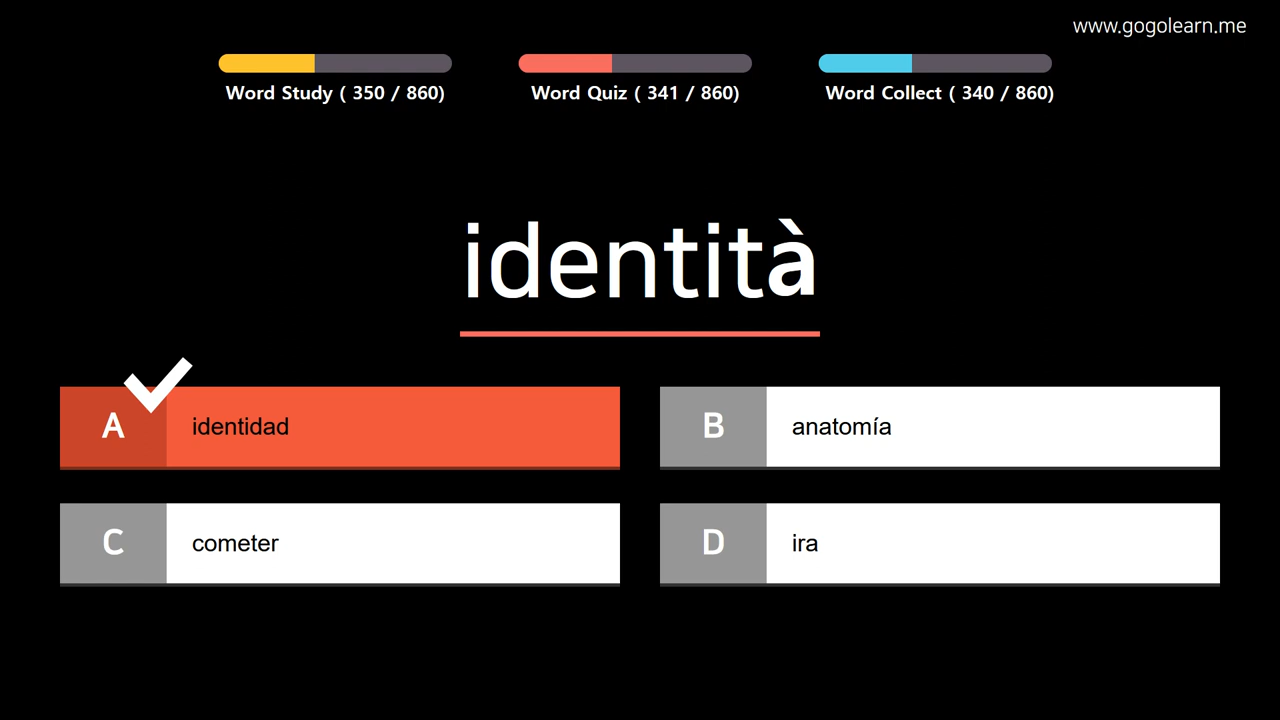 www.gogolearn.me
Word Study ( 350 / 860)
Word Quiz ( 341 / 860)
Word Collect ( 340 / 860)
identità
A identidad
B anatomía
C cometer
D ira